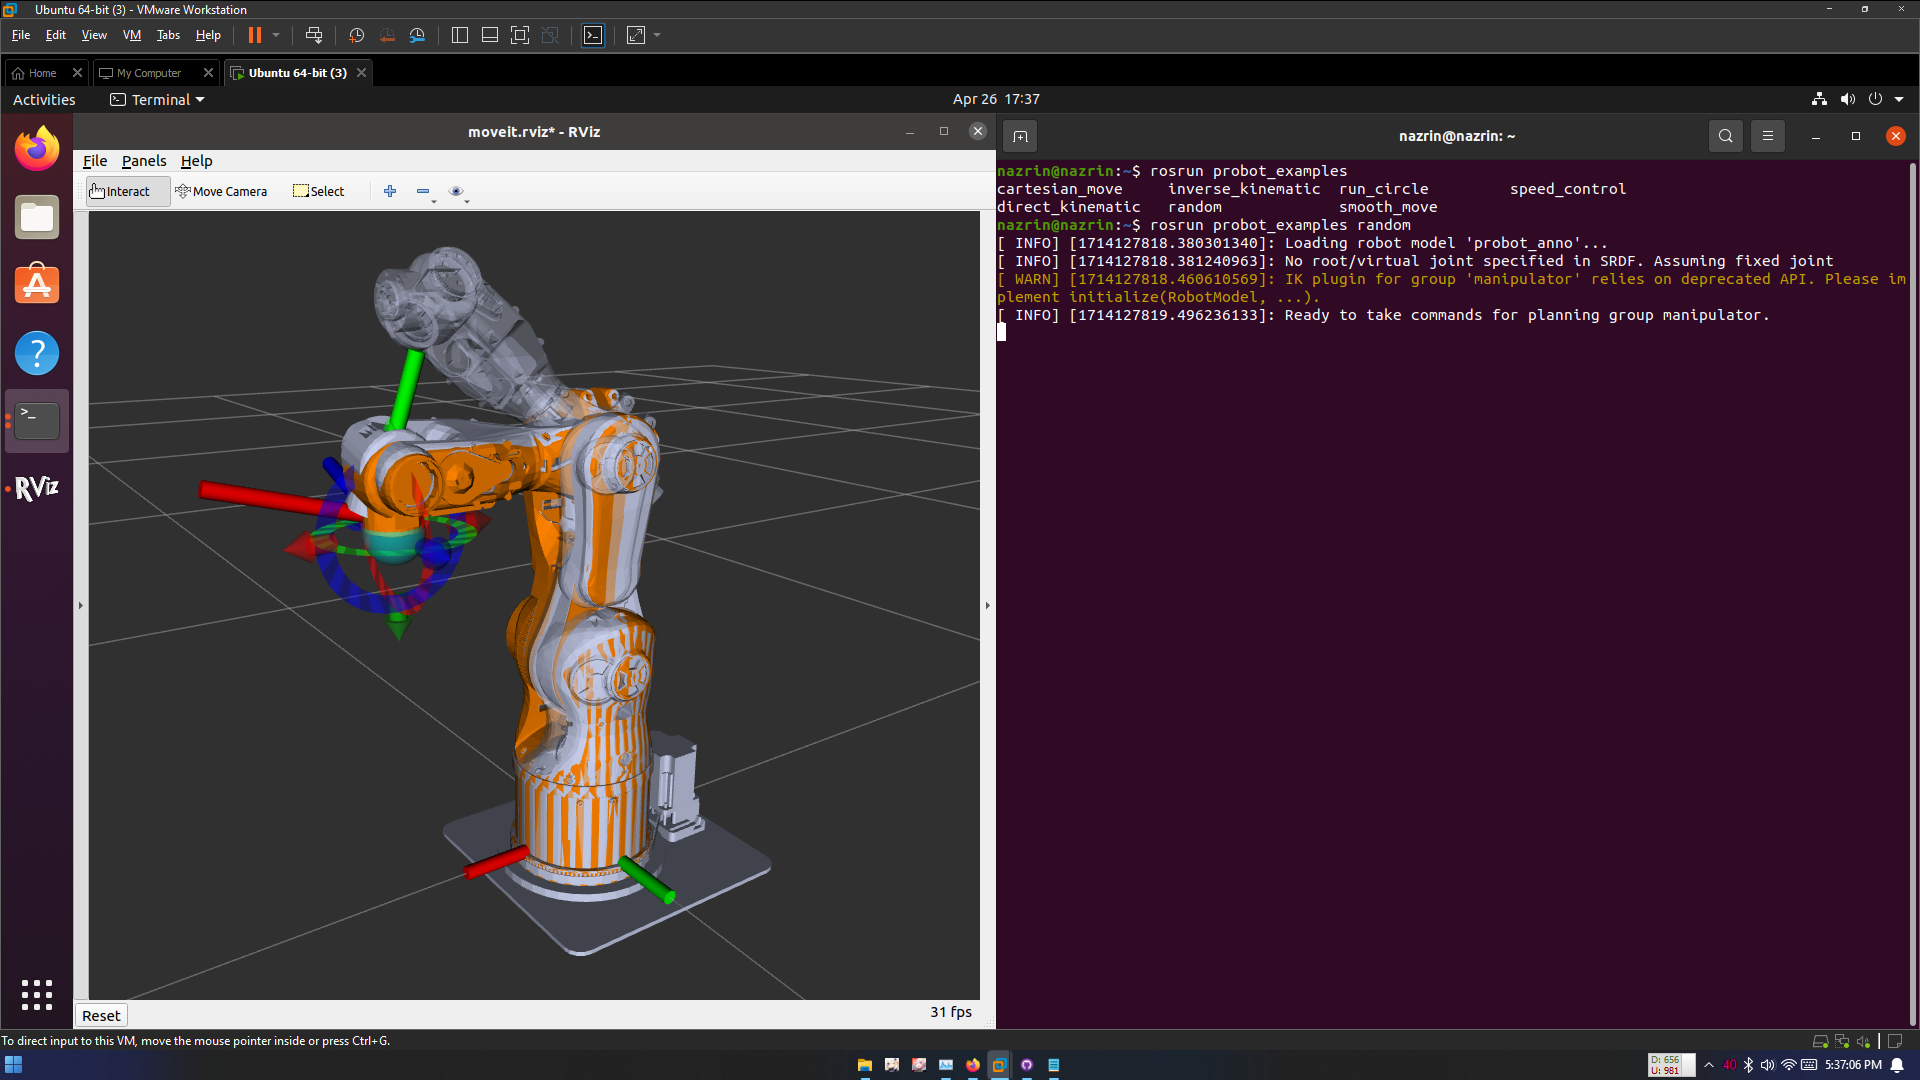 Ubuntu 64-bit (3) - VMware Workstation
File Edit View VM Tabs Help
Home My Computer Ubuntu 64-bit (3)
Activities Terminal Apr 26 17:37
moveit.rviz* - RViz
File Panels Help
Interact Move Camera Select
RViz
Reset
31 fps
nazrin@nazrin: ~
nazrin@nazrin:~$ rosrun probot_examples
cartesian_move inverse_kinematic run_circle speed_control
direct_kinematic random smooth_move
nazrin@nazrin:~$ rosrun probot_examples random
[ INFO] [1714127818.380301340]: Loading robot model 'probot_anno'...
[ INFO] [1714127818.381240963]: No root/virtual joint specified in SRDF. Assuming fixed joint
[ WARN] [1714127818.460610569]: IK plugin for group 'manipulator' relies on deprecated API. Please im
plement initialize(RobotModel, ...).
[ INFO] [1714127819.496236133]: Ready to take commands for planning group manipulator.
To direct input to this VM, move the mouse pointer inside or press Ctrl+G.
D: 656
U: 981
40
5:37:06 PM